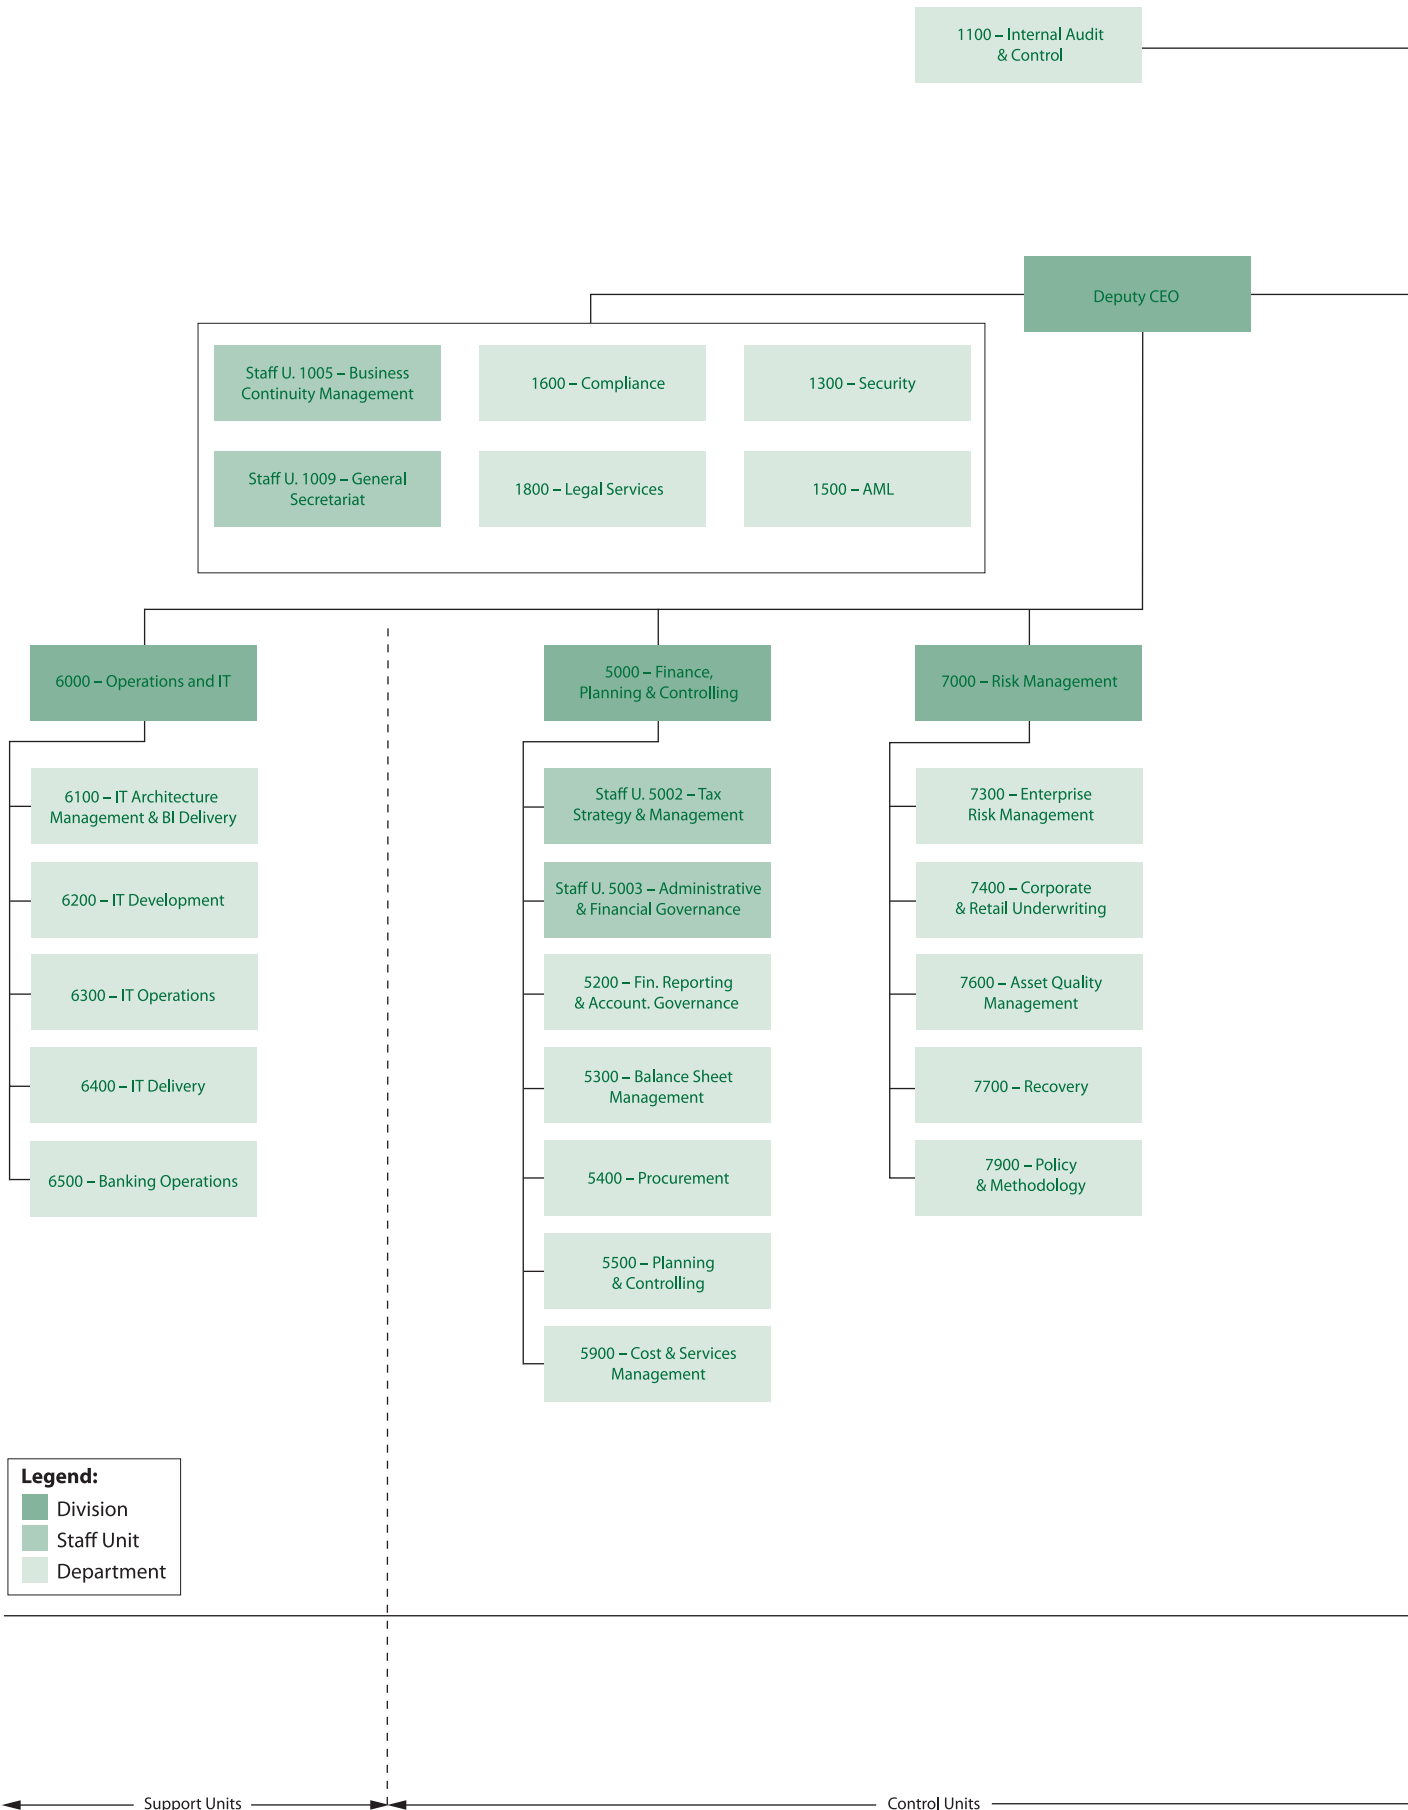 1100 – Internal Audit
& Control
Deputy CEO
Staff U. 1005 – Business
Continuity Management
1600 – Compliance
1300 – Security
Staff U. 1009 – General
Secretariat
1800 – Legal Services
1500 – AML
6000 – Operations and IT
5000 – Finance,
Planning & Controlling
7000 – Risk Management
6100 – IT Architecture
Management & BI Delivery
6200 – IT Development
6300 – IT Operations
6400 – IT Delivery
6500 – Banking Operations
Staff U. 5002 – Tax
Strategy & Management
Staff U. 5003 – Administrative
& Financial Governance
5200 – Fin. Reporting
& Account. Governance
5300 – Balance Sheet
Management
5400 – Procurement
5500 – Planning
& Controlling
5900 – Cost & Services
Management
7300 – Enterprise
Risk Management
7400 – Corporate
& Retail Underwriting
7600 – Asset Quality
Management
7700 – Recovery
7900 – Policy
& Methodology
Legend:
Division
Staff Unit
Department
Support Units
Control Units